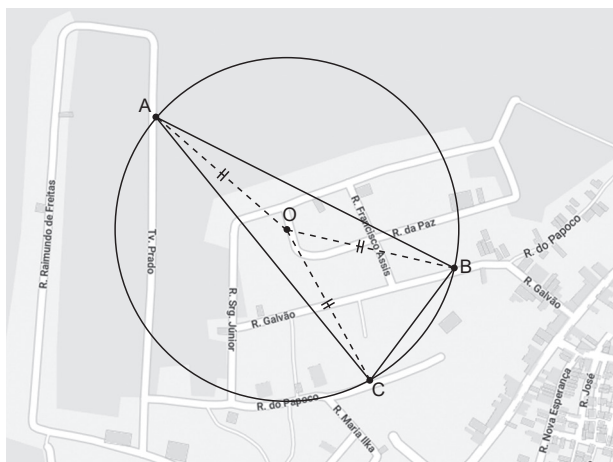 A
R. Raimundo de Freitas
Tv. Prado
O
R. Francisco Assis
R. da Paz
R. do Papoco
B
R. Galvão
R. Srg. Júnior
R. Galvão
C
R. do Papoco
R. Maria Ilka
R. Nova Esperança
R. José